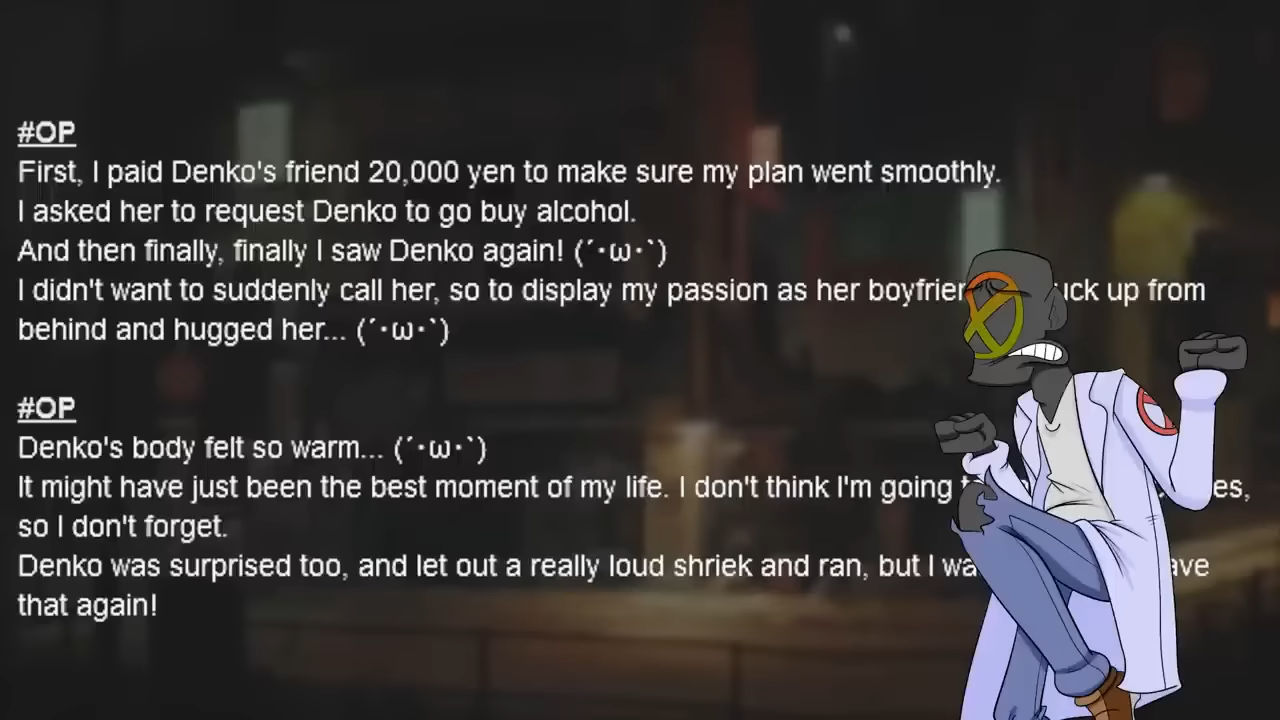 #OP
First, I paid Denko's friend 20,000 yen to make sure my plan went smoothly.
I asked her to request Denko to go buy alcohol.
And then finally, finally I saw Denko again! (´･ω･`)
I didn't want to suddenly call her, so to display my passion as her up from
behind and hugged her... (´･ω･`)
#OP
Denko's body felt so warm... (´･ω･`)
It might have just been the best moment of my life. I don't think I'm going
so I don't forget.
Denko was surprised too, and let out a really loud shriek and ran, but I
that again!